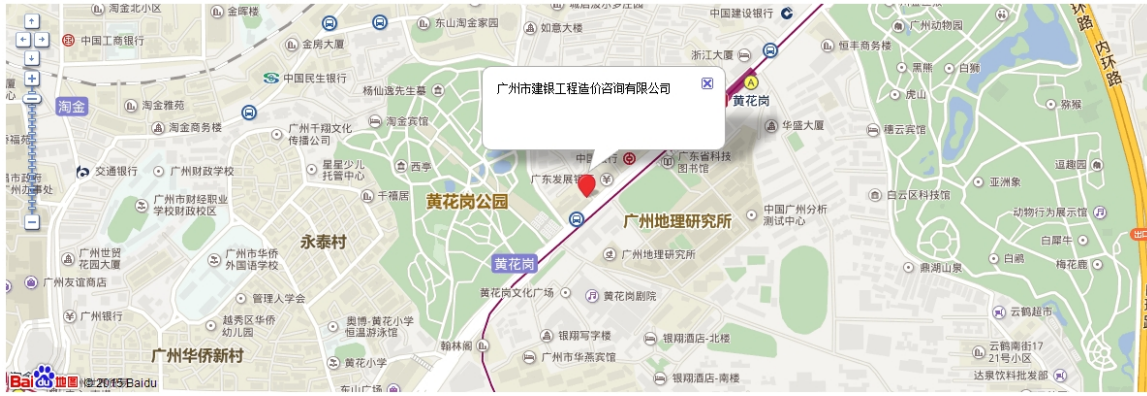 淘金北小区
金晖楼
中国工商银行
金房大厦
东山淘金家园
如意大楼
中国建设银行
浙江大厦
恒丰商务楼
广州动物园
内环路
黑熊
白狮
虎山
猕猴
中国民生银行
杨仙逸先生墓
广州市建银工程造价咨询有限公司
黄花岗
华盛大厦
穗云宾馆
淘金
淘金雅苑
淘金商务楼
广州千翔文化
传播公司
淘金宾馆
西亭
广东省科技
图书馆
逗趣园
交通银行
广州财政学校
星星少儿
托管中心
千禧居
广东发展银
亚洲象
白云区科技馆
广州市财经职业
学校财政校区
黄花岗公园
广州地理研究所
中国广州分析
测试中心
动物行为展示馆
出口
永泰村
白犀牛
广州世贸
花园大厦
广州市华侨
外国语学校
黄花岗
广州地理研究所
白鹇
梅花鹿
鼎湖山泉
广州友谊商店
管理人学会
黄花岗文化广场
黄花岗剧院
广州银行
越秀区华侨
幼儿园
奥博-黄花小学
恒温游泳馆
云鹤超市
翰林阁
银翔写字楼
银翔酒店-北楼
广州华侨新村
黄花小学
广州市华燕宾馆
云鹤南街17
21号小区
银翔酒店-南楼
达泉饮料批发部
东山广场
Bai 地图
© 2015 Baidu